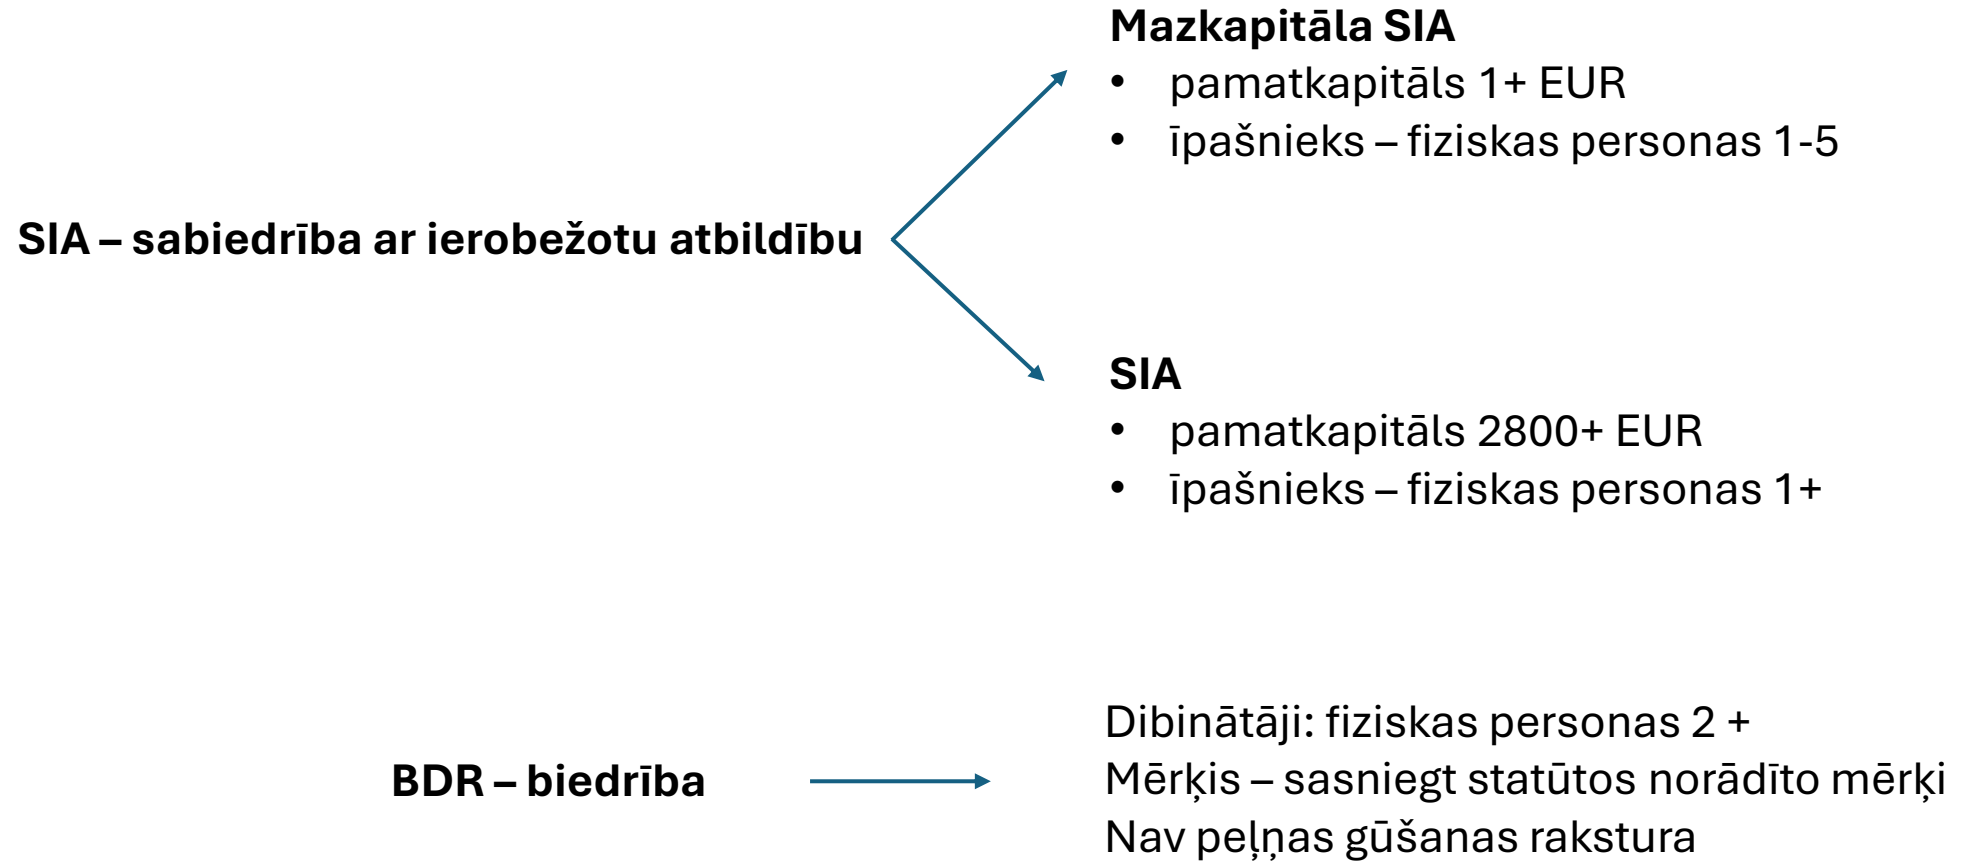 Mazkapitāla SIA
• pamatkapitāls 1+ EUR
• īpašnieks – fiziskas personas 1-5
SIA – sabiedrība ar ierobežotu atbildību
SIA
• pamatkapitāls 2800+ EUR
• īpašnieks – fiziskas personas 1+
Dibinātāji: fiziskas personas 2 +
BDR – biedrība
Mērķis – sasniegt statūtos norādīto mērķi
Nav peļņas gūšanas rakstura